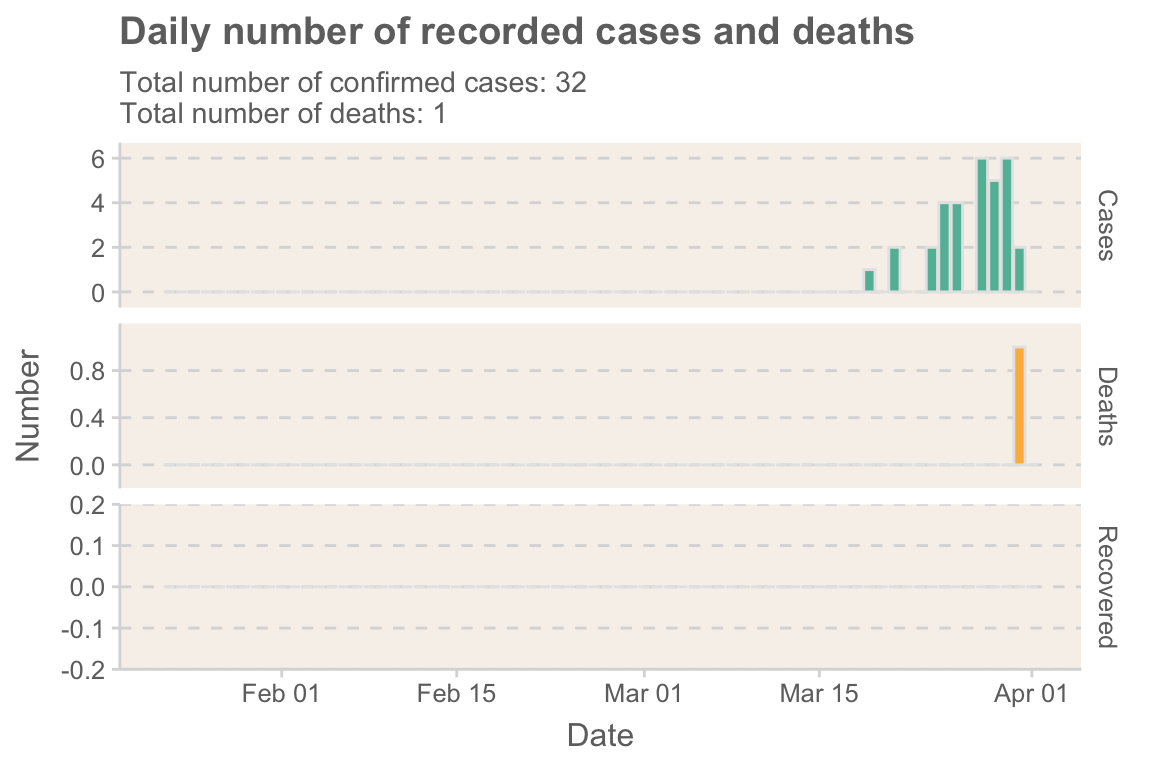 Daily number of recorded cases and deaths
Total number of confirmed cases: 32
Total number of deaths: 1
6
4
2
0
Cases
Number
0.8
0.4
0.0
Deaths
0.2
0.1
0.0
-0.1
-0.2
Recovered
Feb 01 Feb 15 Mar 01 Mar 15 Apr 01
Date